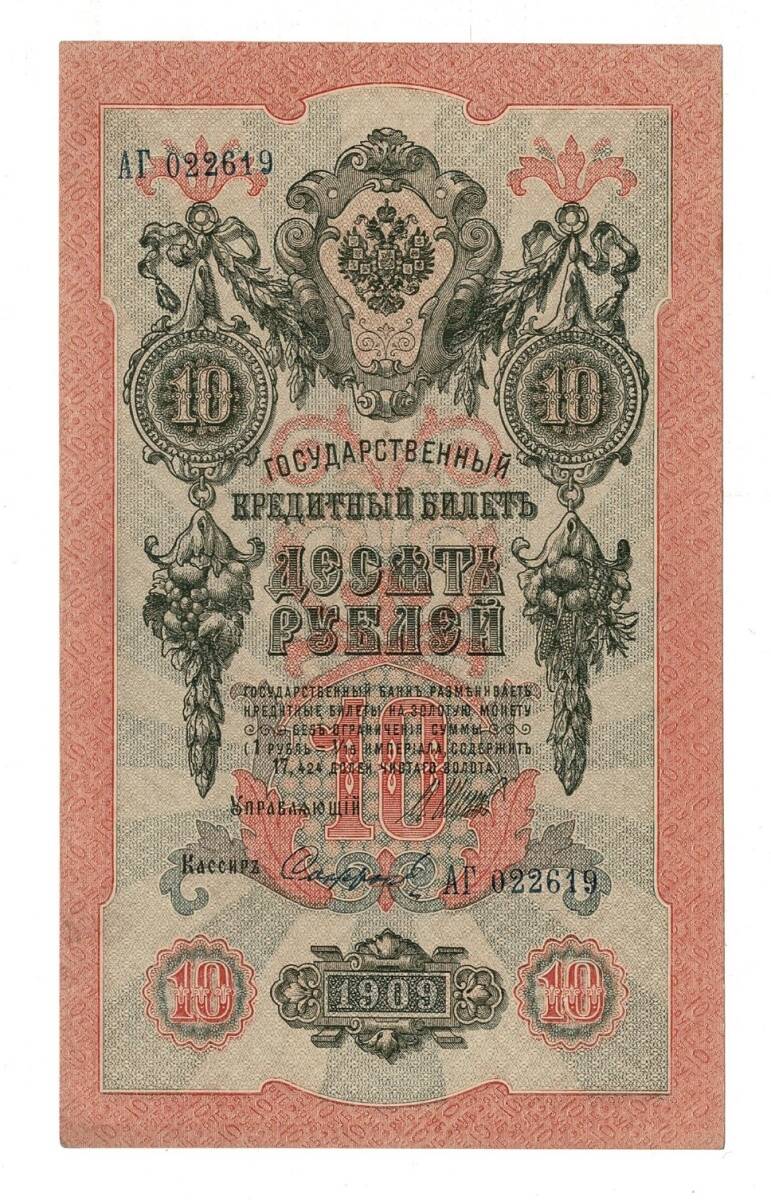 АГ 022619
10 10
ГОСУДАРСТВЕННЫЙ
КРЕДИТНЫЙ БИЛЕТЪ
ДЕСЯТЬ
РУБЛЕЙ
ГОСУДАРСТВЕННЫЙ БАНКЪ РАЗМѢНИВАЕТЪ
КРЕДИТНЫЕ БИЛЕТЫ НА ЗОЛОТУЮ МОНЕТУ
БЕЗЪ ОГРАНИЧЕНІЯ СУММЫ
(1 РУБЛЬ = 1/15 ИМПЕРІАЛА, СОДЕРЖИТЪ
17,424 ДОЛЕЙ ЧИСТАГО ЗОЛОТА)
10
УПРАВЛЯЮЩІЙ
КАССИРЪ
АГ 022619
10 1909 10